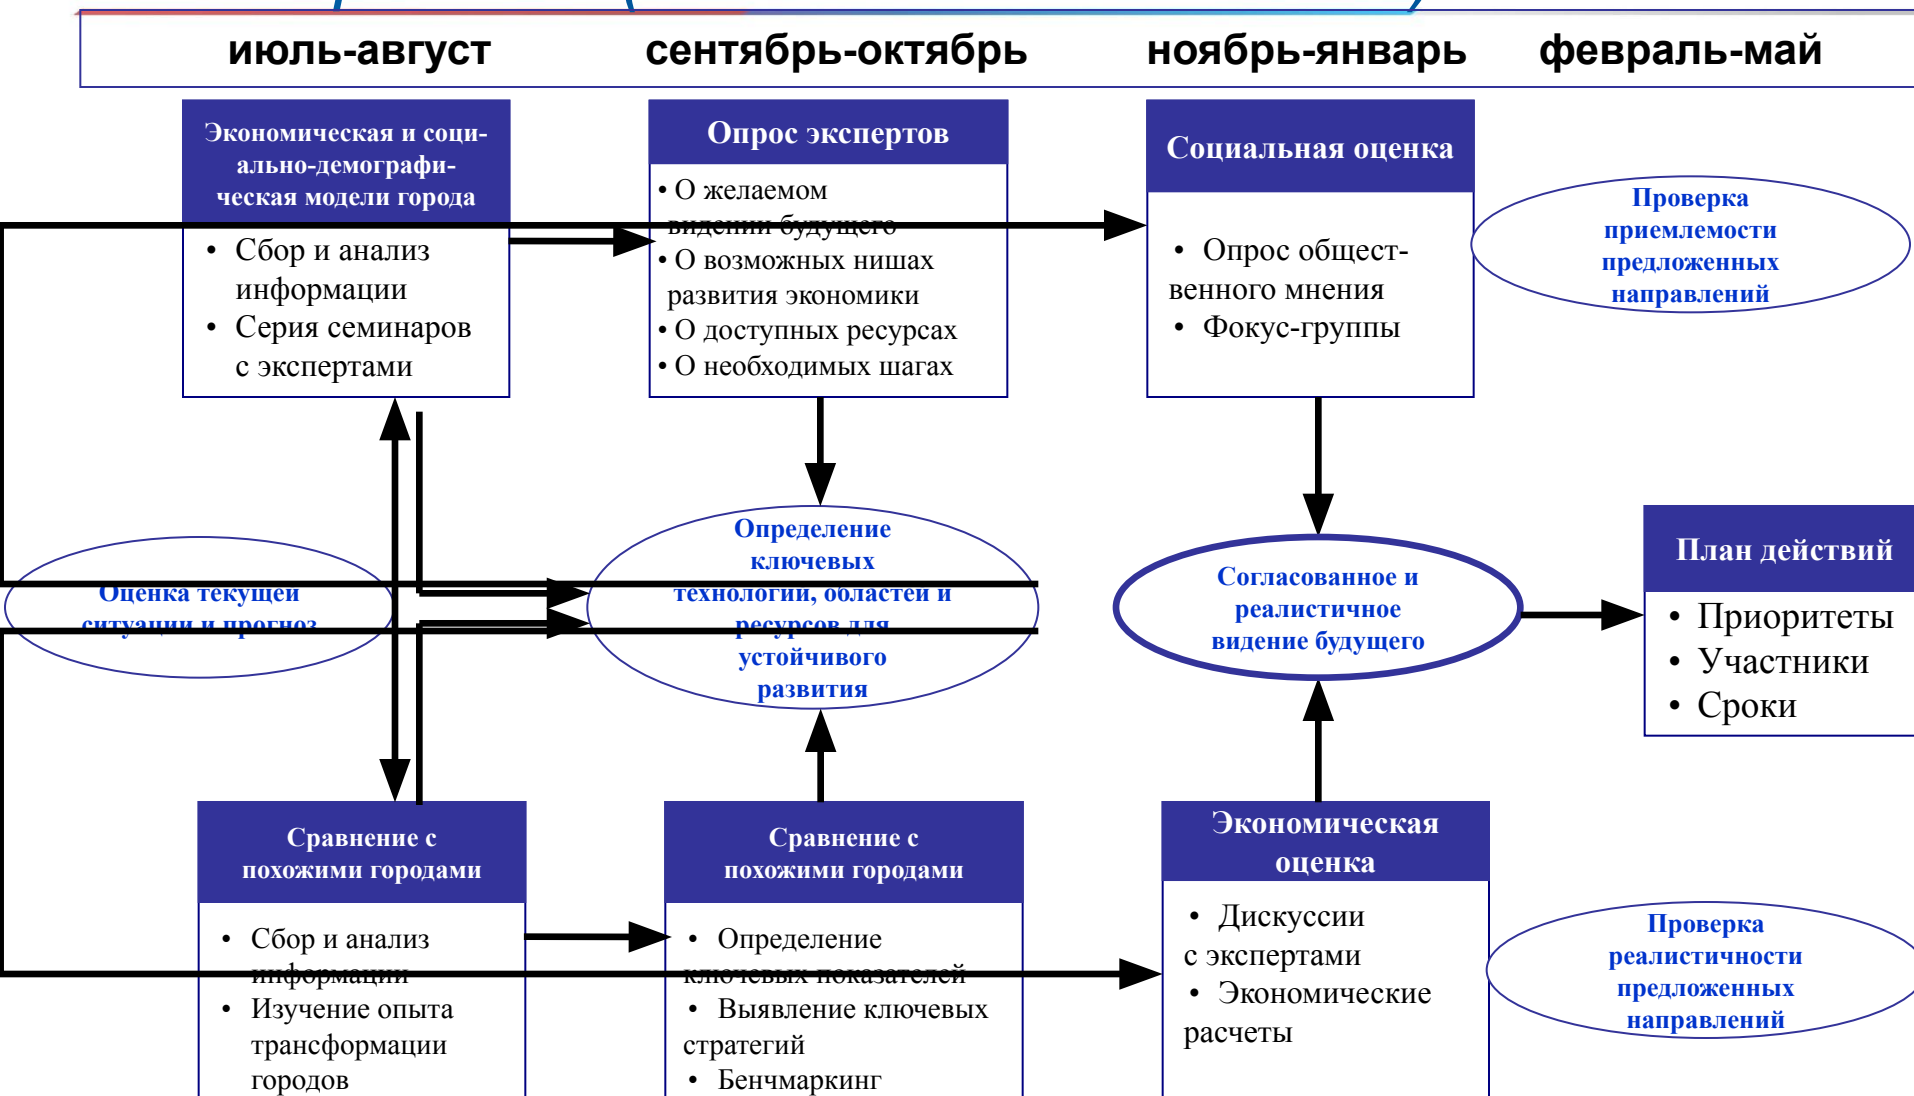 июль-август
сентябрь-октябрь
ноябрь-январь
февраль-май
Экономическая и соци-
ально-демографи-
ческая модели города
• Сбор и анализ
информации
• Серия семинаров
с экспертами
Опрос экспертов
• О желаемом
видении будущего
• О возможных нишах
развития экономики
• О доступных ресурсах
• О необходимых шагах
Социальная оценка
• Опрос общест-
венного мнения
• Фокус-группы
Проверка
приемлемости
предложенных
направлений
Оценка текущей
ситуации и прогноз
Определение
ключевых
технологий, областей и
ресурсов для
устойчивого
развития
Согласованное и
реалистичное
видение будущего
План действий
• Приоритеты
• Участники
• Сроки
Сравнение с
похожими городами
• Сбор и анализ
информации
• Изучение опыта
трансформации
городов
Сравнение с
похожими городами
• Определение
ключевых показателей
• Выявление ключевых
стратегий
• Бенчмаркинг
Экономическая
оценка
• Дискуссии
с экспертами
• Экономические
расчеты
Проверка
реалистичности
предложенных
направлений